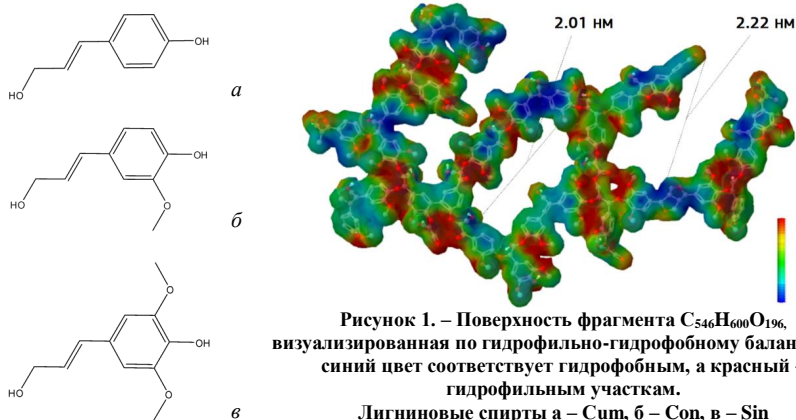 OH
HO
а
OH
HO
O
б
O
OH
HO
O
в
2.01 нм
2.22 нм
Рисунок 1. – Поверхность фрагмента C₅₄₆H₆₀₀O₁₉₆,
визуализированная по гидрофильно-гидрофобному балан
синий цвет соответствует гидрофобным, а красный -
гидрофильным участкам.
Лигниновые спирты а – Cum, б – Con, в – Sin